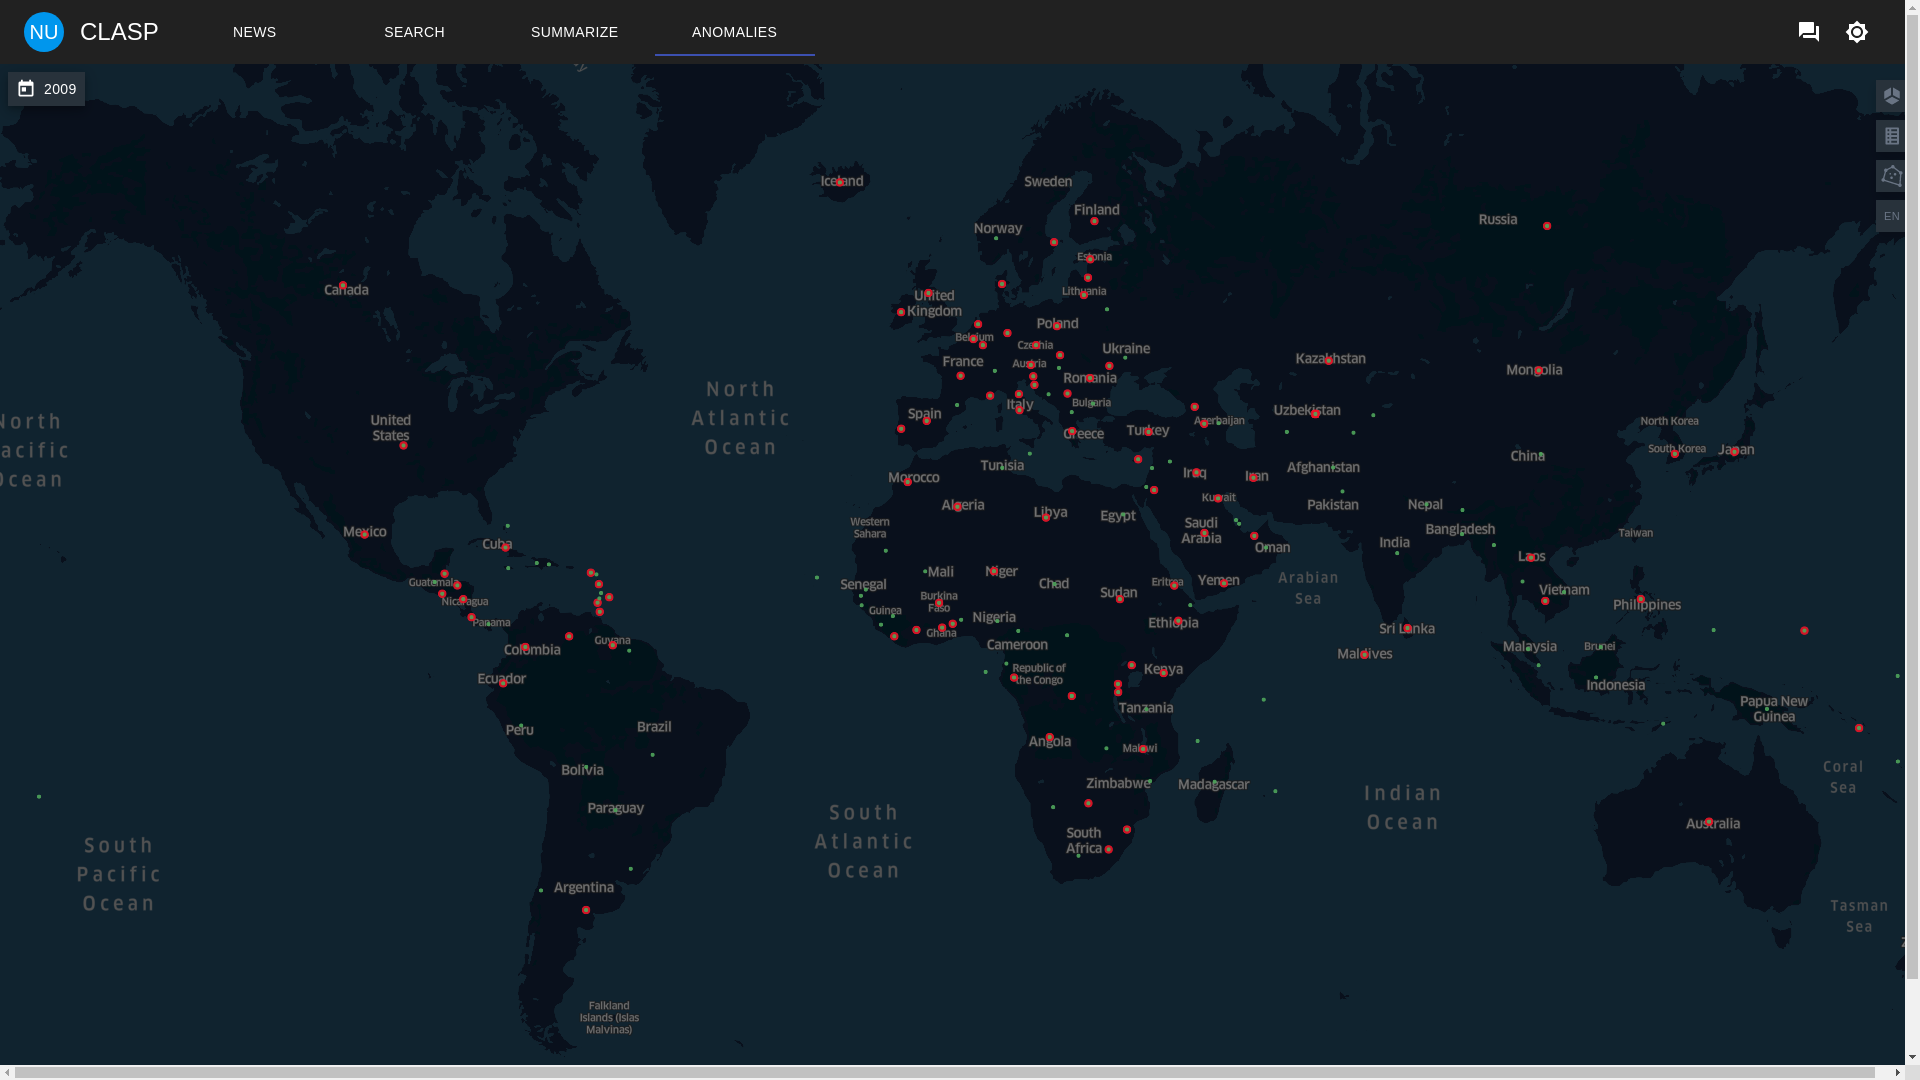 NU CLASP NEWS SEARCH SUMMARIZE ANOMALIES
2009
EN
Iceland
Sweden
Finland
Norway
Russia
Estonia
Canada
Lithuania
United
Kingdom
Poland
Belgium
Czechia
Ukraine
France
Austria
Kazakhstan
Mongolia
Romania
North
Atlantic
Ocean
Italy
Bulgaria
Spain
Uzbekistan
United
States
Azerbaijan
North Korea
North
Pacific
Ocean
Greece
Turkey
South Korea
Japan
China
Tunisia
Afghanistan
Morocco
Iraq
Iran
Kuwait
Algeria
Pakistan
Nepal
Libya
Egypt
Western
Sahara
Saudi
Arabia
Bangladesh
Taiwan
Mexico
Cuba
Oman
India
Laos
Mali
Niger
Arabian
Sea
Guatemala
Senegal
Chad
Eritrea
Yemen
Vietnam
Nicaragua
Burkina
Faso
Sudan
Philippines
Guinea
Nigeria
Panama
Ethiopia
Sri Lanka
Ghana
Guyana
Colombia
Cameroon
Malaysia
Brunei
Maldives
Republic of
the Congo
Kenya
Ecuador
Indonesia
Papua New
Guinea
Tanzania
Peru
Brazil
Angola
Malawi
Bolivia
Zimbabwe
Madagascar
Coral
Sea
Indian
Ocean
Paraguay
South
Atlantic
Ocean
Australia
South
Africa
South
Pacific
Ocean
Argentina
Tasman
Sea
Falkland
Islands (Islas
Malvinas)